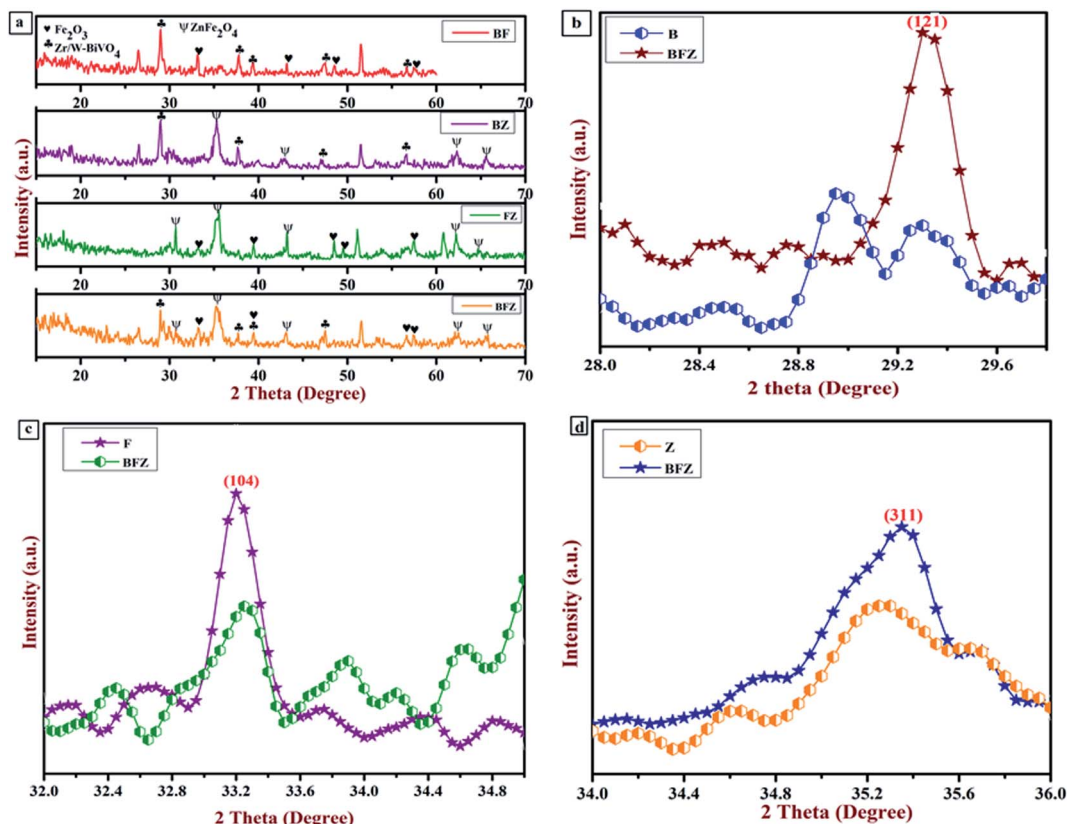 a
♥ Fe2O3
♣ Zr/W-BiVO4
ψ ZnFe2O4
BF
20 30 40 50 60 70
BZ
20 30 40 50 60 70
FZ
20 30 40 50 60 70
BFZ
20 30 40 50 60 70
2 Theta (Degree)
Intensity (a.u.)
b
B
BFZ
(121)
Intensity (a.u.)
28.0 28.4 28.8 29.2 29.6
2 theta (Degree)
c
F
BFZ
(104)
Intensity (a.u.)
32.0 32.4 32.8 33.2 33.6 34.0 34.4 34.8
2 Theta (Degree)
d
Z
BFZ
(311)
Intensity (a.u.)
34.0 34.4 34.8 35.2 35.6 36.0
2 Theta (Degree)